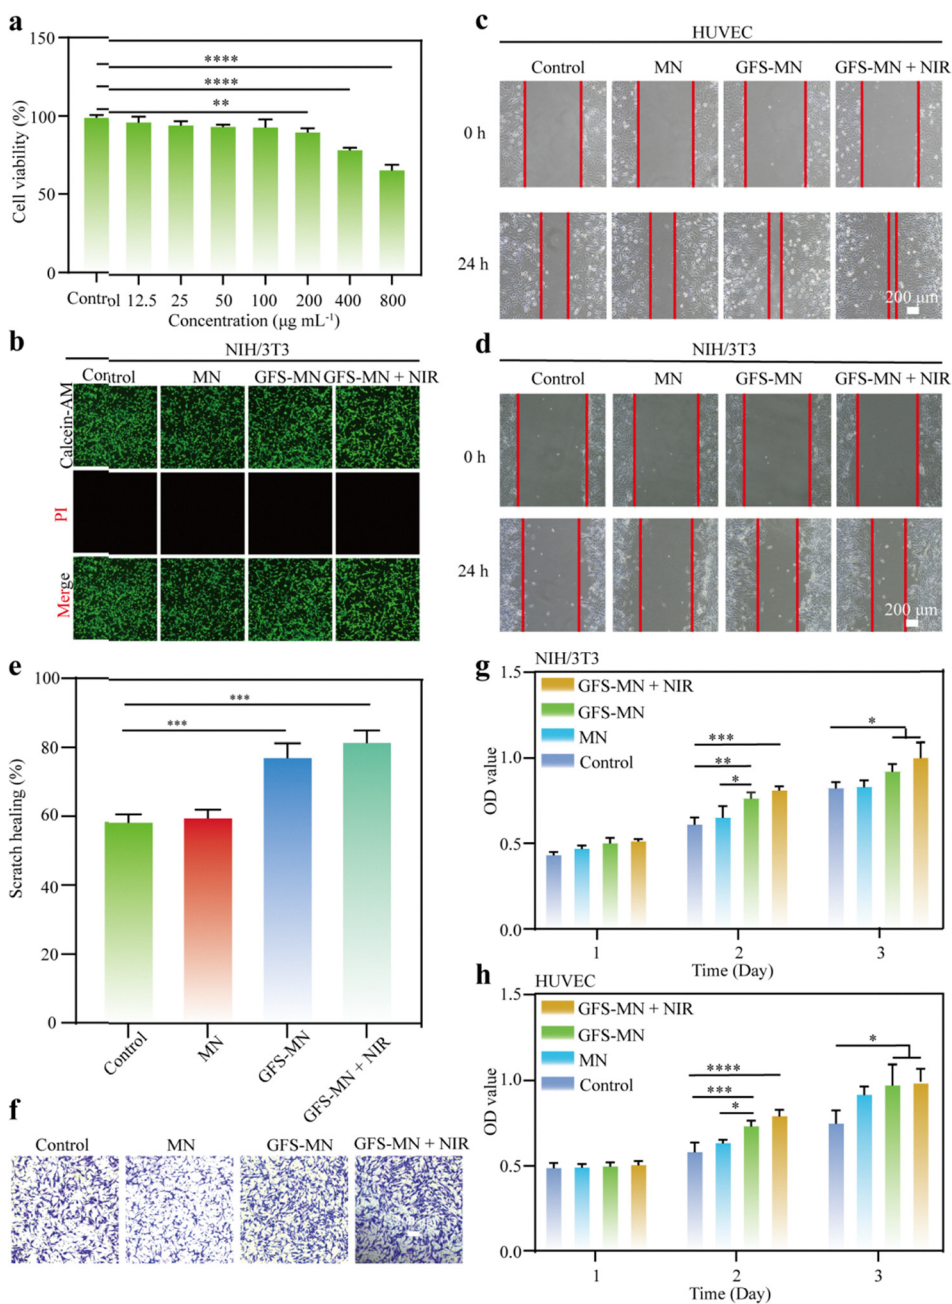 a
150
100
50
0
Cell viability (%)
****
****
**
Control 12.5 25 50 100 200 400 800
Concentration (μg mL⁻¹)
b
NIH/3T3
Control MN GFS-MN GFS-MN + NIR
Calcein-AM
PI
Merge
c
HUVEC
Control MN GFS-MN GFS-MN + NIR
0 h
24 h
200 μm
d
NIH/3T3
Control MN GFS-MN GFS-MN + NIR
0 h
24 h
200 μm
e
100
80
60
40
20
0
Scratch healing (%)
***
***
Control MN GFS-MN GFS-MN + NIR
f
Control MN GFS-MN GFS-MN + NIR
g
NIH/3T3
1.5
1.0
0.5
0.0
OD value
GFS-MN + NIR
GFS-MN
MN
Control
***
**
*
*
1 2 3
Time (Day)
h
HUVEC
1.5
1.0
0.5
0.0
OD value
GFS-MN + NIR
GFS-MN
MN
Control
****
***
*
*
1 2 3
Time (Day)